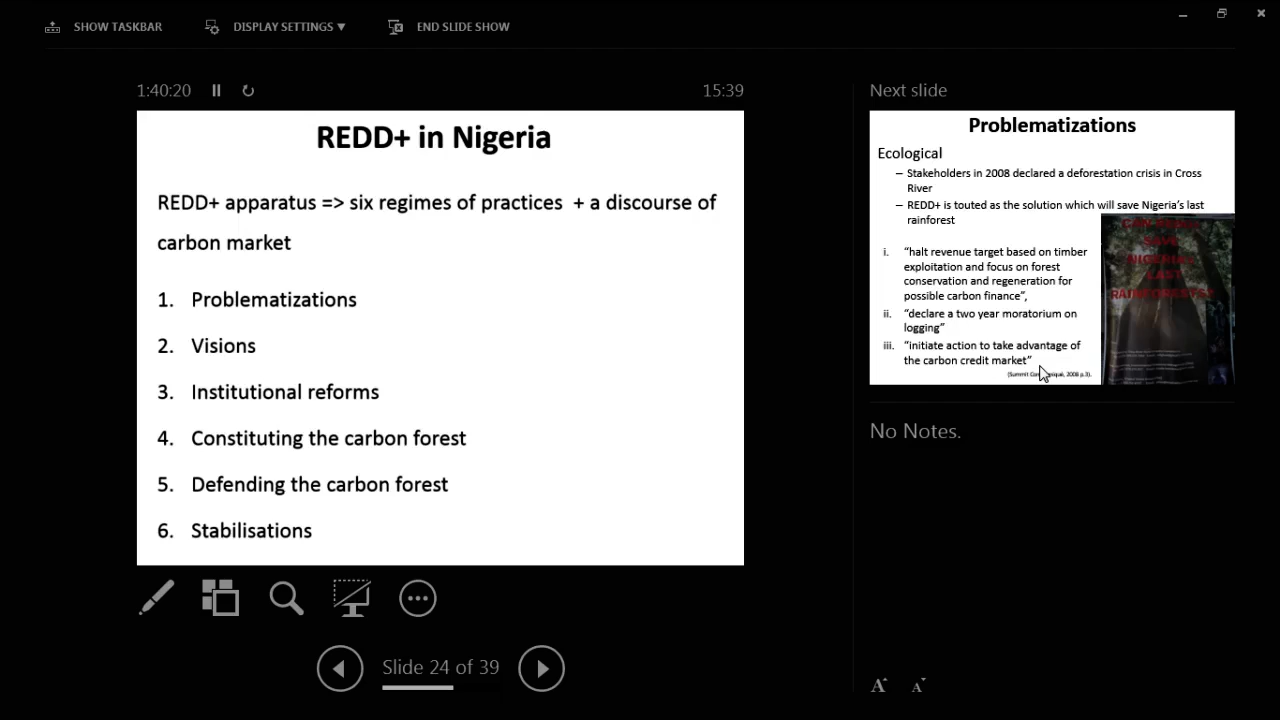 SHOW TASKBAR
DISPLAY SETTINGS ▼
END SLIDE SHOW
1:40:20
15:39
REDD+ in Nigeria
REDD+ apparatus => six regimes of practices + a discourse of
carbon market
1. Problematizations
2. Visions
3. Institutional reforms
4. Constituting the carbon forest
5. Defending the carbon forest
6. Stabilisations
Slide 24 of 39
Next slide
Problematizations
Ecological
– Stakeholders in 2008 declared a deforestation crisis in Cross
River
– REDD+ is touted as the solution which will save Nigeria's last
rainforest
i. "halt revenue target based on timber
exploitation and focus on forest
conservation and regeneration for
possible carbon finance",
ii. "declare a two year moratorium on
logging"
iii. "initiate action to take advantage of
the carbon credit market"
(Summit 2008 p.3).
SAVE
NIGERIA'S
LAST
RAINFORESTS?
No Notes.
A A